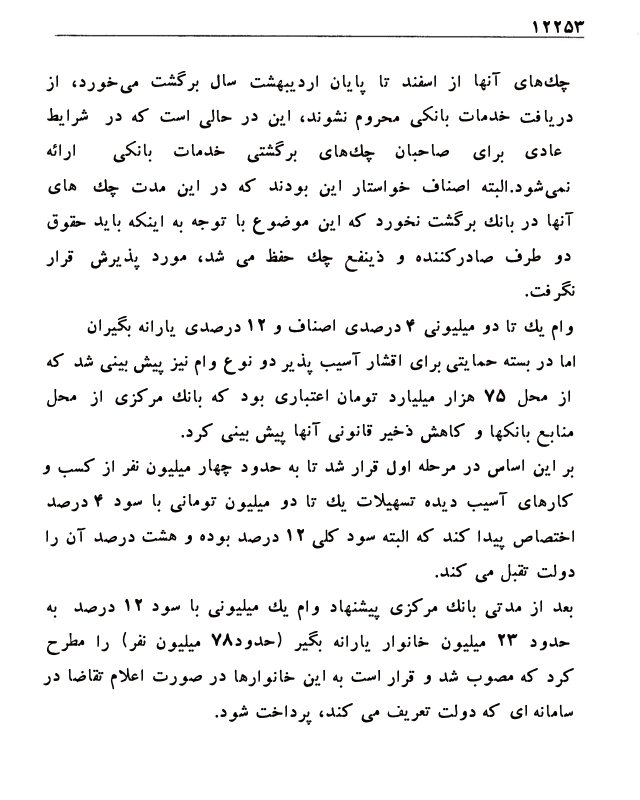 ۱۲۲۵۳
چك‌های آنها از اسفند تا پایان اردیبهشت سال برگشت می‌خورد، از
دریافت خدمات بانکی محروم نشوند، این در حالی است که در شرایط
عادی برای صاحبان چك‌های برگشتی خدمات بانکی ارائه
نمی‌شود.البته اصناف خواستار این بودند که در این مدت چك های
آنها در بانك برگشت نخورد که این موضوع با توجه به اینکه باید حقوق
دو طرف صادرکننده و ذینفع چك حفظ می شد، مورد پذیرش قرار
نگرفت.
وام یك تا دو میلیونی ۴ درصدی اصناف و ۱۲ درصدی یارانه بگیران
اما در بسته حمایتی برای اقشار آسیب پذیر دو نوع وام نیز پیش بینی شد که
از محل ۷۵ هزار میلیارد تومان اعتباری بود که بانك مرکزی از محل
منابع بانکها و کاهش ذخیر قانونی آنها پیش بینی کرد.
بر این اساس در مرحله اول قرار شد تا به حدود چهار میلیون نفر از کسب و
کارهای آسیب دیده تسهیلات یك تا دو میلیون تومانی با سود ۴ درصد
اختصاص پیدا کند که البته سود کلی ۱۲ درصد بوده و هشت درصد آن را
دولت تقبل می کند.
بعد از مدتی بانك مرکزی پیشنهاد وام یك میلیونی با سود ۱۲ درصد به
حدود ۲۳ میلیون خانوار یارانه بگیر (حدود۷۸ میلیون نفر) را مطرح
کرد که مصوب شد و قرار است به این خانوارها در صورت اعلام تقاضا در
سامانه ای که دولت تعریف می کند، پرداخت شود.